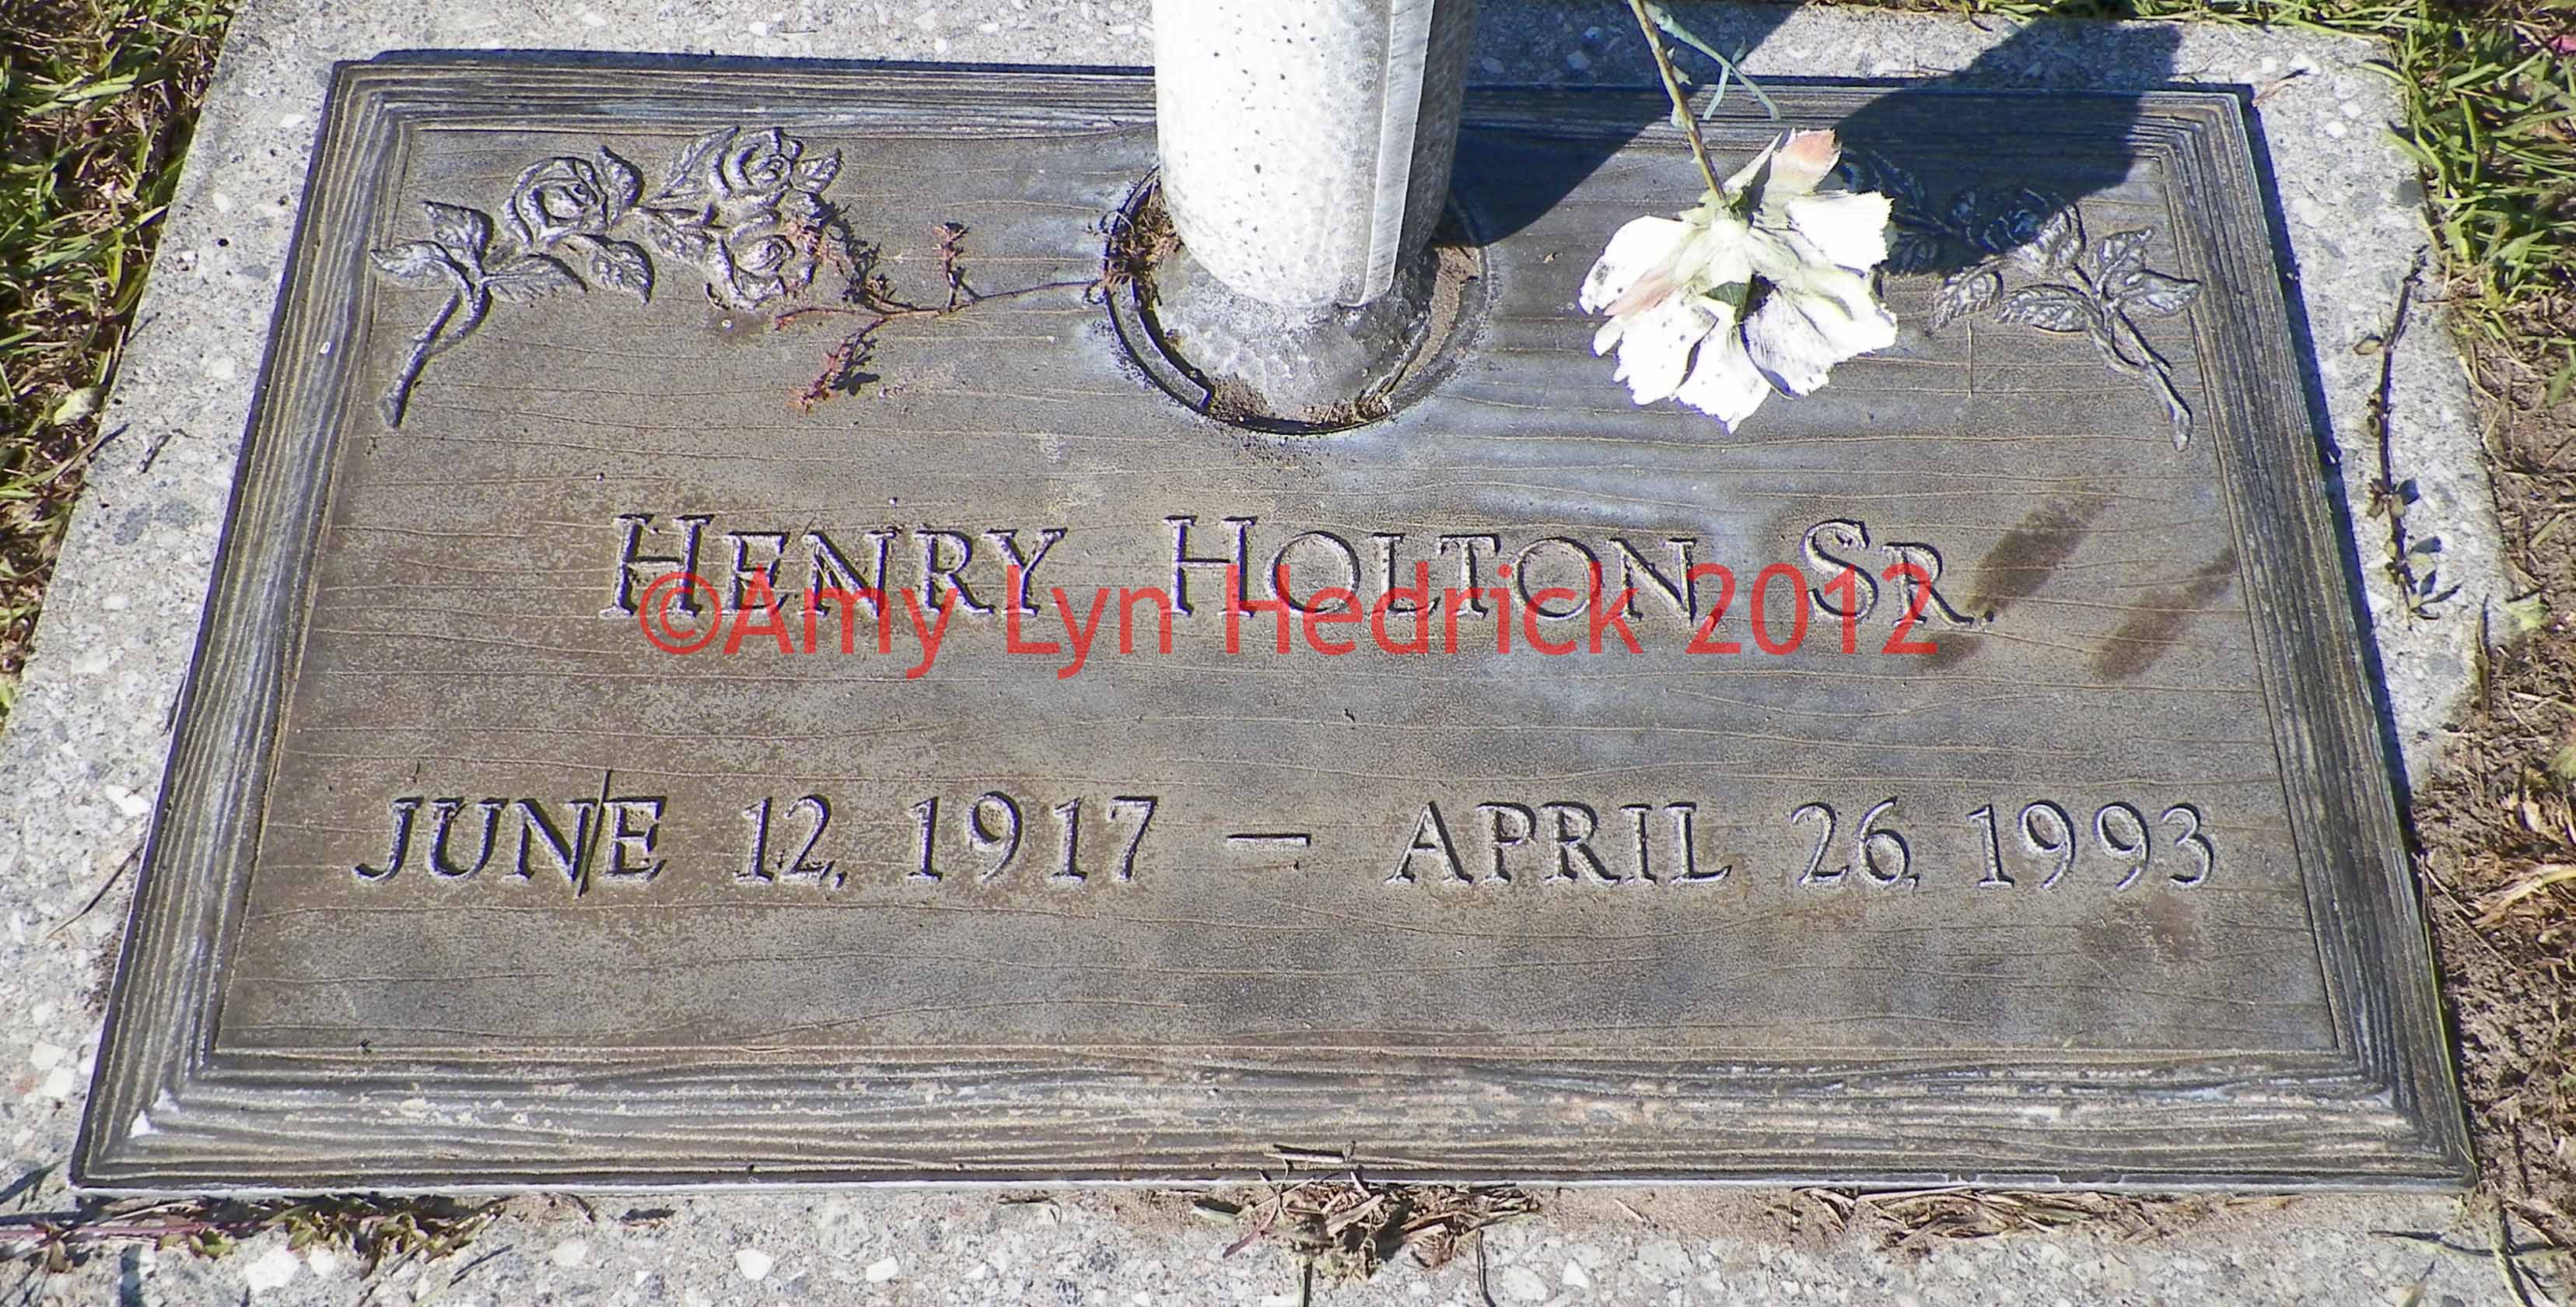 HENRY HOLTON, SR.
©Amy Lyn Hedrick 2012
JUNE 12, 1917 — APRIL 26, 1993